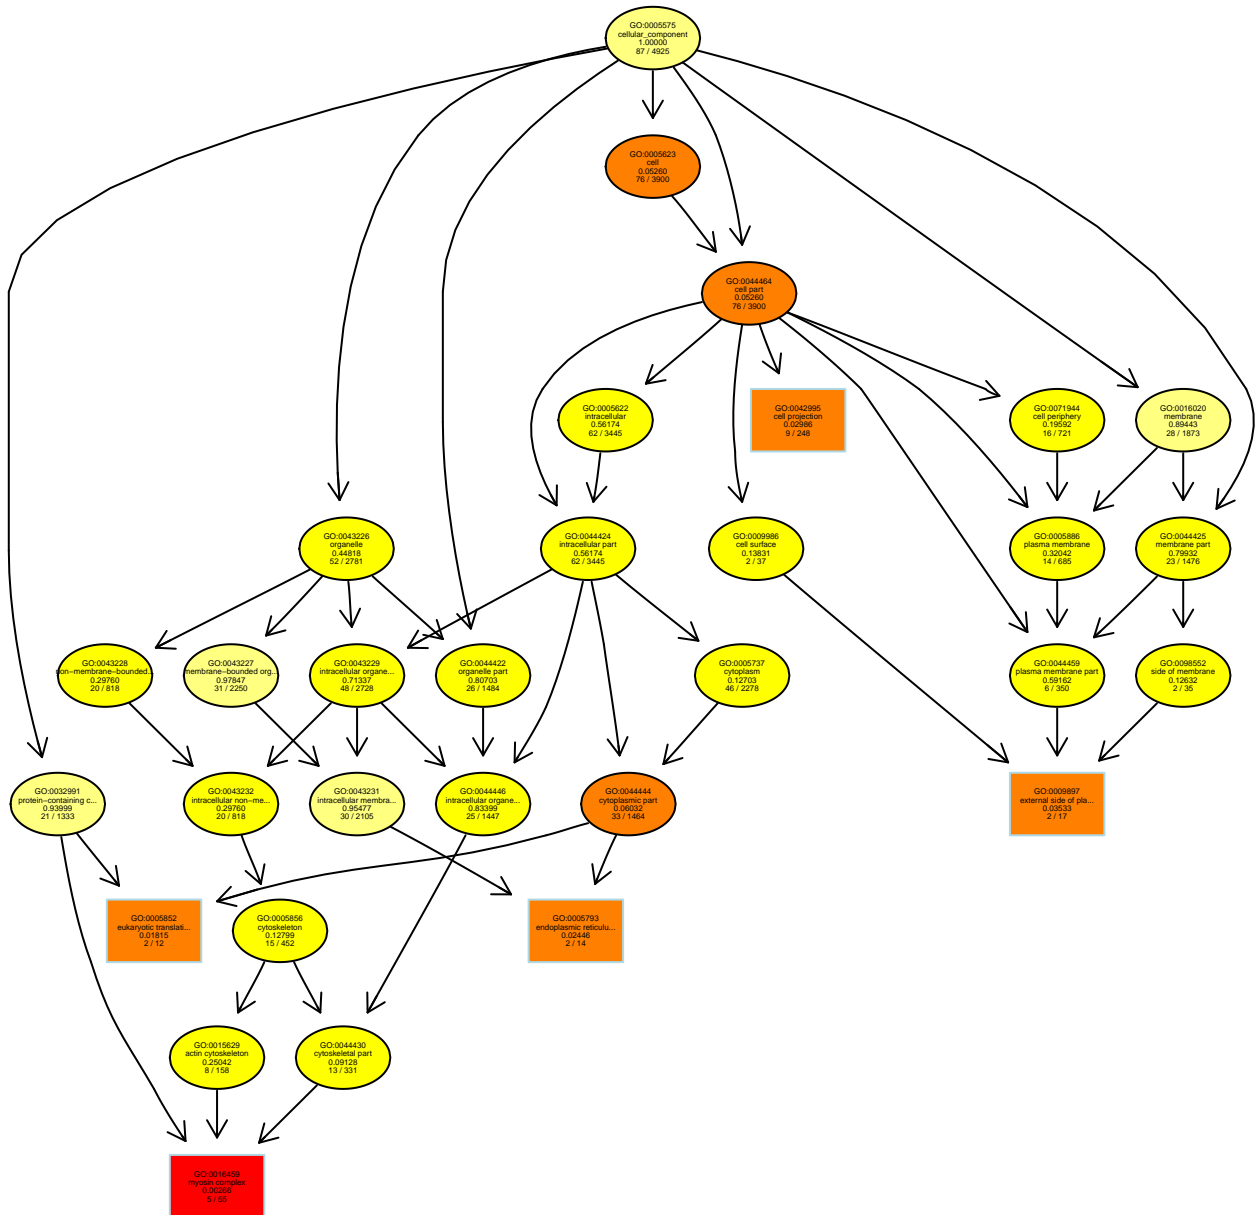 GO:0005575
cellular_component
1.00000
87 / 4925
GO:0005623
cell
0.05260
76 / 3900
GO:0044464
cell part
0.05260
76 / 3900
GO:0005622
intracellular
0.56174
62 / 3445
GO:0042995
cell projection
0.02986
9 / 248
GO:0071944
cell periphery
0.19592
16 / 721
GO:0016020
membrane
0.89443
28 / 1873
GO:0043226
organelle
0.44818
52 / 2781
GO:0044424
intracellular part
0.56174
62 / 3445
GO:0009986
cell surface
0.13831
2 / 37
GO:0005886
plasma membrane
0.32042
14 / 685
GO:0044425
membrane part
0.79932
23 / 1476
GO:0043228
non−membrane−bounded...
0.29760
20 / 818
GO:0043227
membrane−bounded org...
0.97847
31 / 2250
GO:0043229
intracellular organe...
0.71337
48 / 2728
GO:0044422
organelle part
0.80703
26 / 1484
GO:0005737
cytoplasm
0.12703
46 / 2278
GO:0044459
plasma membrane part
0.59162
6 / 350
GO:0098552
side of membrane
0.12632
2 / 35
GO:0032991
protein−containing c...
0.93999
21 / 1333
GO:0043232
intracellular non−me...
0.29760
20 / 818
GO:0043231
intracellular membra...
0.95477
30 / 2105
GO:0044446
intracellular organe...
0.83399
25 / 1447
GO:0044444
cytoplasmic part
0.06032
33 / 1464
GO:0009897
external side of pla...
0.03533
2 / 17
GO:0005852
eukaryotic translati...
0.01815
2 / 12
GO:0005856
cytoskeleton
0.12799
15 / 452
GO:0005793
endoplasmic reticulu...
0.02446
2 / 14
GO:0015629
actin cytoskeleton
0.25042
8 / 158
GO:0044430
cytoskeletal part
0.09128
13 / 331
GO:0016459
myosin complex
0.00266
5 / 55